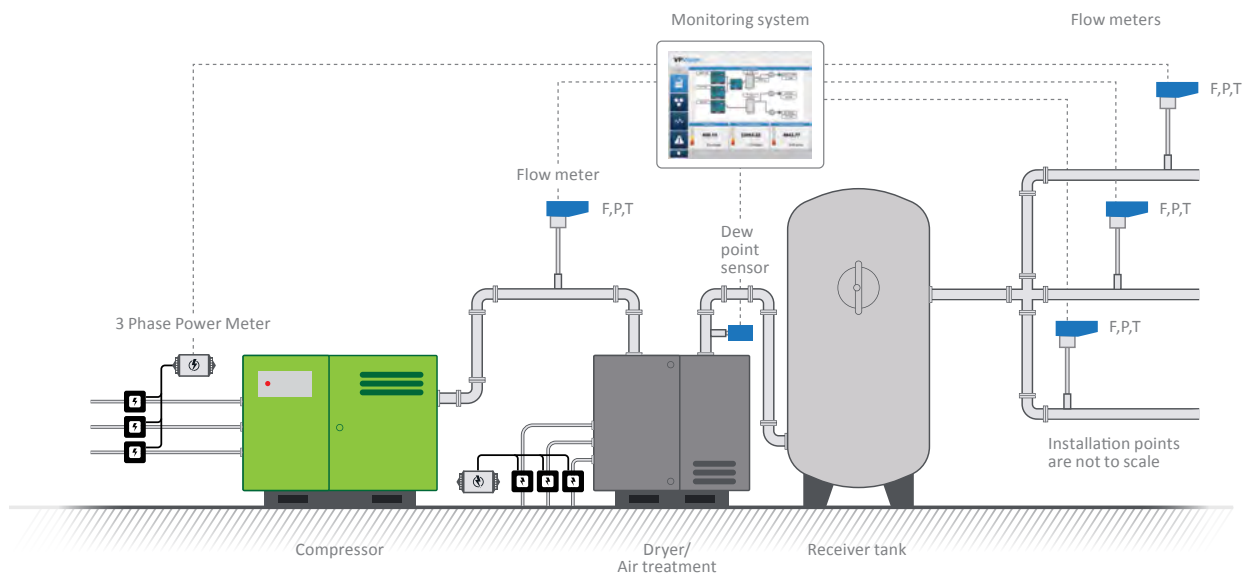 Monitoring system
Flow meters
VPVision
F,P,T
Flow meter
F,P,T
F,P,T
Dew
point
sensor
3 Phase Power Meter
F,P,T
Installation points
are not to scale
Compressor
Dryer/
Air treatment
Receiver tank